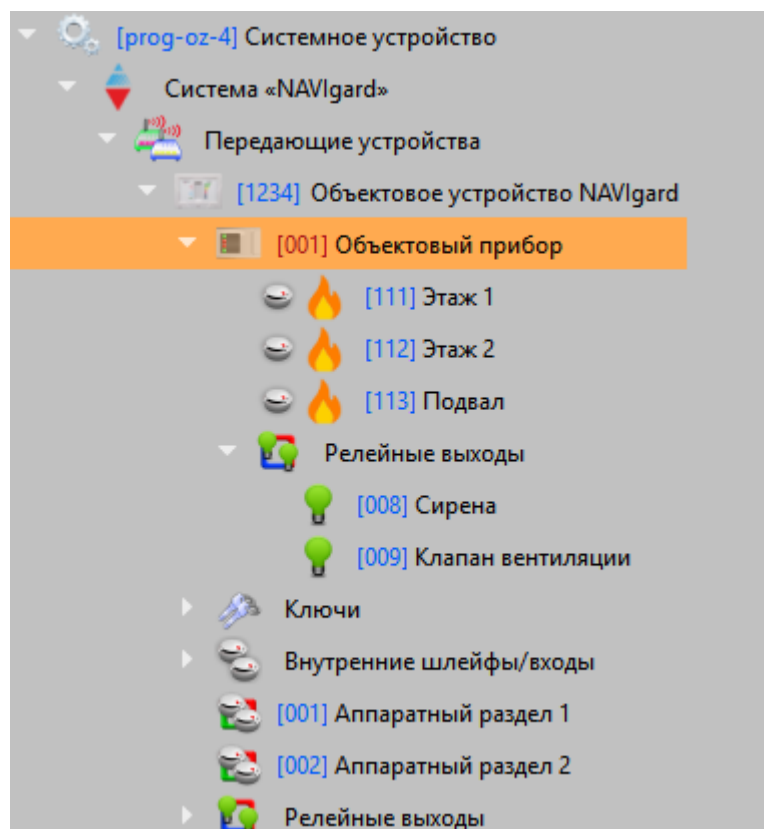 [prog-oz-4] Системное устройство
Система «NAVIgard»
Передающие устройства
[1234] Объектовое устройство NAVIgard
[001] Объектовый прибор
[111] Этаж 1
[112] Этаж 2
[113] Подвал
Релейные выходы
[008] Сирена
[009] Клапан вентиляции
Ключи
Внутренние шлейфы/входы
[001] Аппаратный раздел 1
[002] Аппаратный раздел 2
Релейные выходы